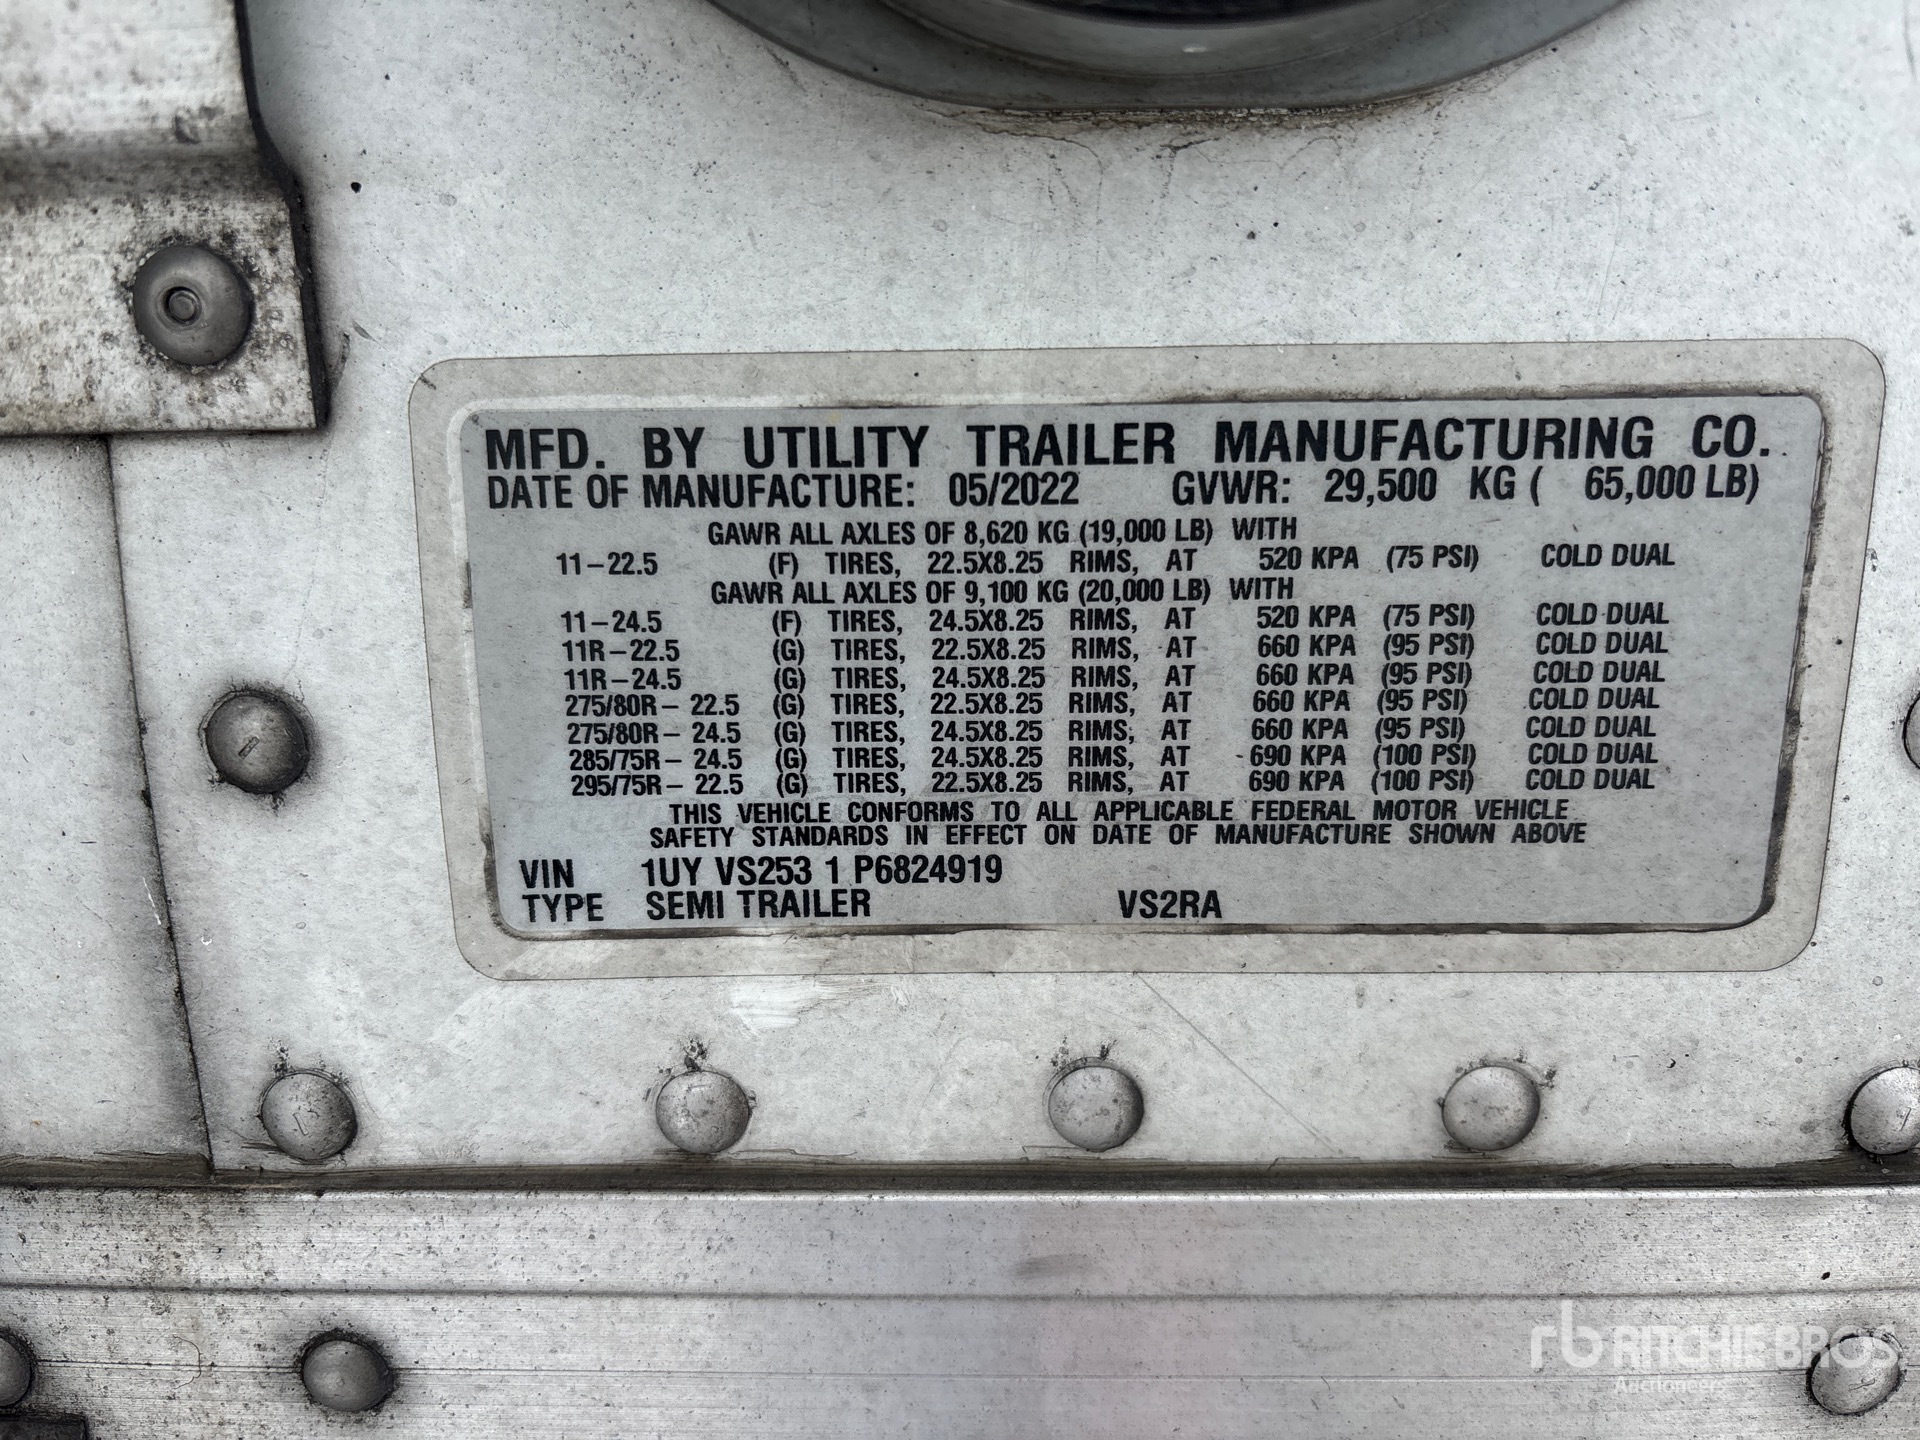 MFD. BY UTILITY TRAILER MANUFACTURING CO.
DATE OF MANUFACTURE: 05/2022 GVWR: 29,500 KG ( 65,000 LB)
GAWR ALL AXLES OF 8,620 KG (19,000 LB) WITH
11-22.5 (F) TIRES, 22.5X8.25 RIMS, AT 520 KPA (75 PSI) COLD DUAL
GAWR ALL AXLES OF 9,100 KG (20,000 LB) WITH
11-24.5 (F) TIRES, 24.5X8.25 RIMS, AT 520 KPA (75 PSI) COLD DUAL
11R-22.5 (G) TIRES, 22.5X8.25 RIMS, AT 660 KPA (95 PSI) COLD DUAL
11R-24.5 (G) TIRES, 24.5X8.25 RIMS, AT 660 KPA (95 PSI) COLD DUAL
275/80R- 22.5 (G) TIRES, 22.5X8.25 RIMS, AT 660 KPA (95 PSI) COLD DUAL
275/80R- 24.5 (G) TIRES, 24.5X8.25 RIMS, AT 660 KPA (95 PSI) COLD DUAL
285/75R- 24.5 (G) TIRES, 24.5X8.25 RIMS, AT 690 KPA (100 PSI) COLD DUAL
295/75R- 22.5 (G) TIRES, 22.5X8.25 RIMS, AT 690 KPA (100 PSI) COLD DUAL
THIS VEHICLE CONFORMS TO ALL APPLICABLE FEDERAL MOTOR VEHICLE
SAFETY STANDARDS IN EFFECT ON DATE OF MANUFACTURE SHOWN ABOVE
VIN 1UY VS253 1 P6824919
TYPE SEMI TRAILER VS2RA
rb RITCHIE BROS
Auctioneers